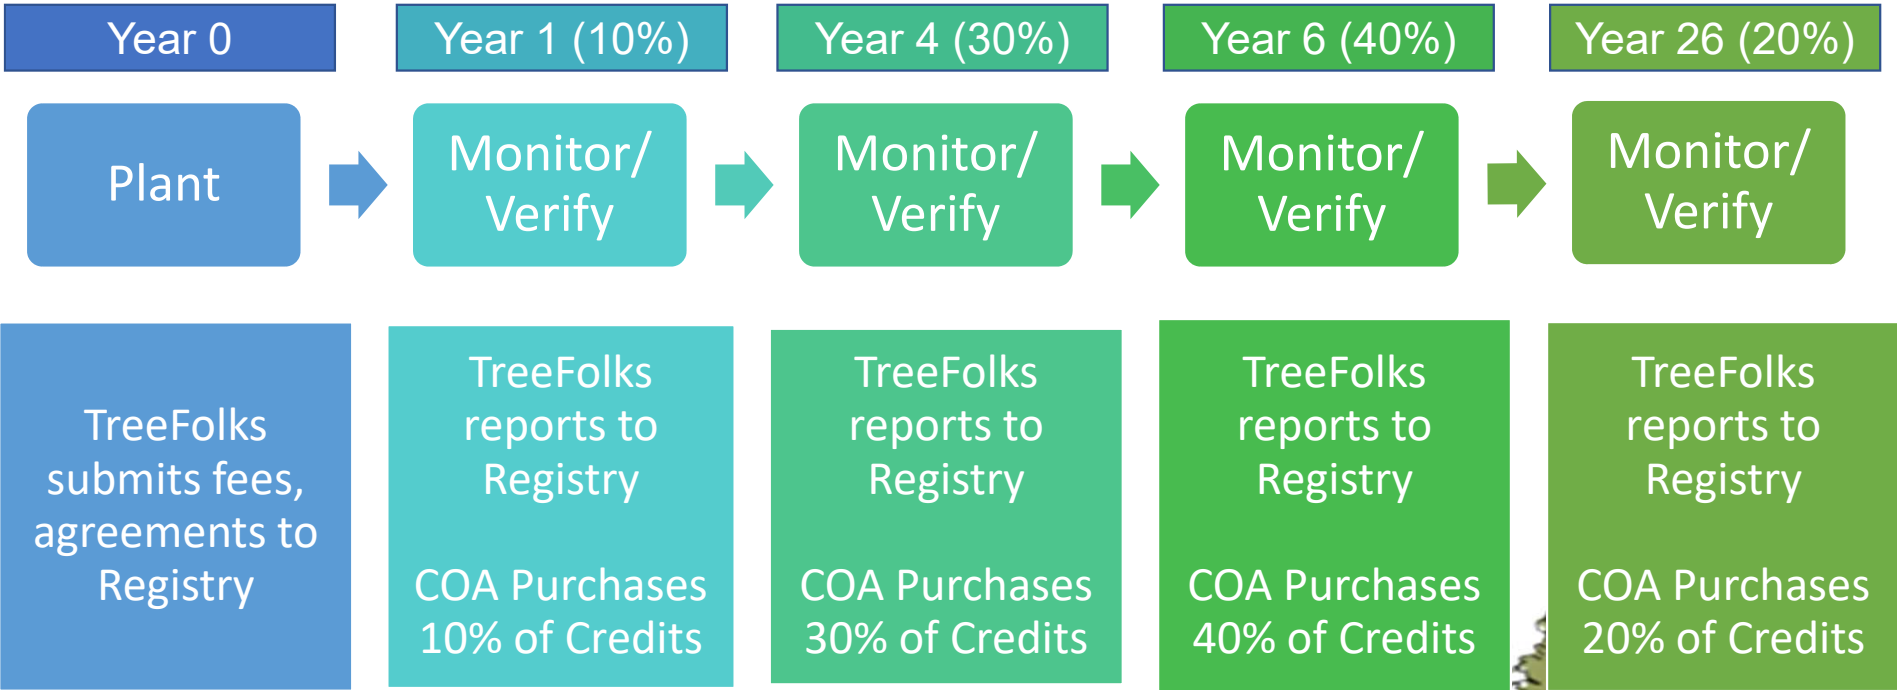 Year 0
Year 1 (10%)
Year 4 (30%)
Year 6 (40%)
Year 26 (20%)
Plant
Monitor/
Verify
Monitor/
Verify
Monitor/
Verify
Monitor/
Verify
TreeFolks
submits fees,
agreements to
Registry
TreeFolks
reports to
Registry
COA Purchases
10% of Credits
TreeFolks
reports to
Registry
COA Purchases
30% of Credits
TreeFolks
reports to
Registry
COA Purchases
40% of Credits
TreeFolks
reports to
Registry
COA Purchases
20% of Credits